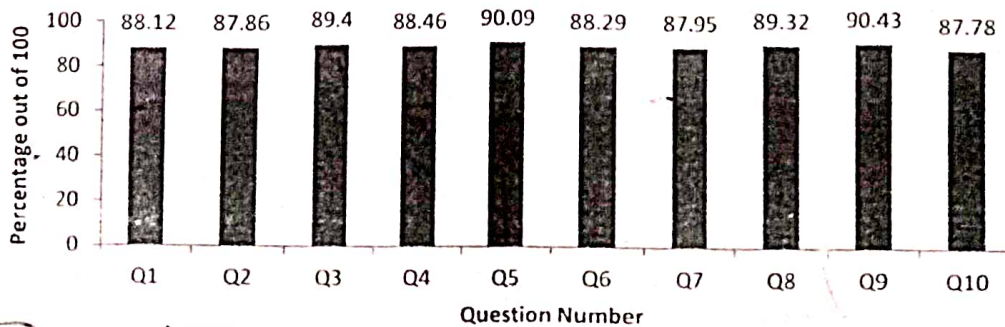 100 88.12 87.86 89.4 88.46 90.09 88.29 87.95 89.32 90.43 87.78
80
60
40
20
0
Percentage out of 100
Q1 Q2 Q3 Q4 Q5 Q6 Q7 Q8 Q9 Q10
Question Number